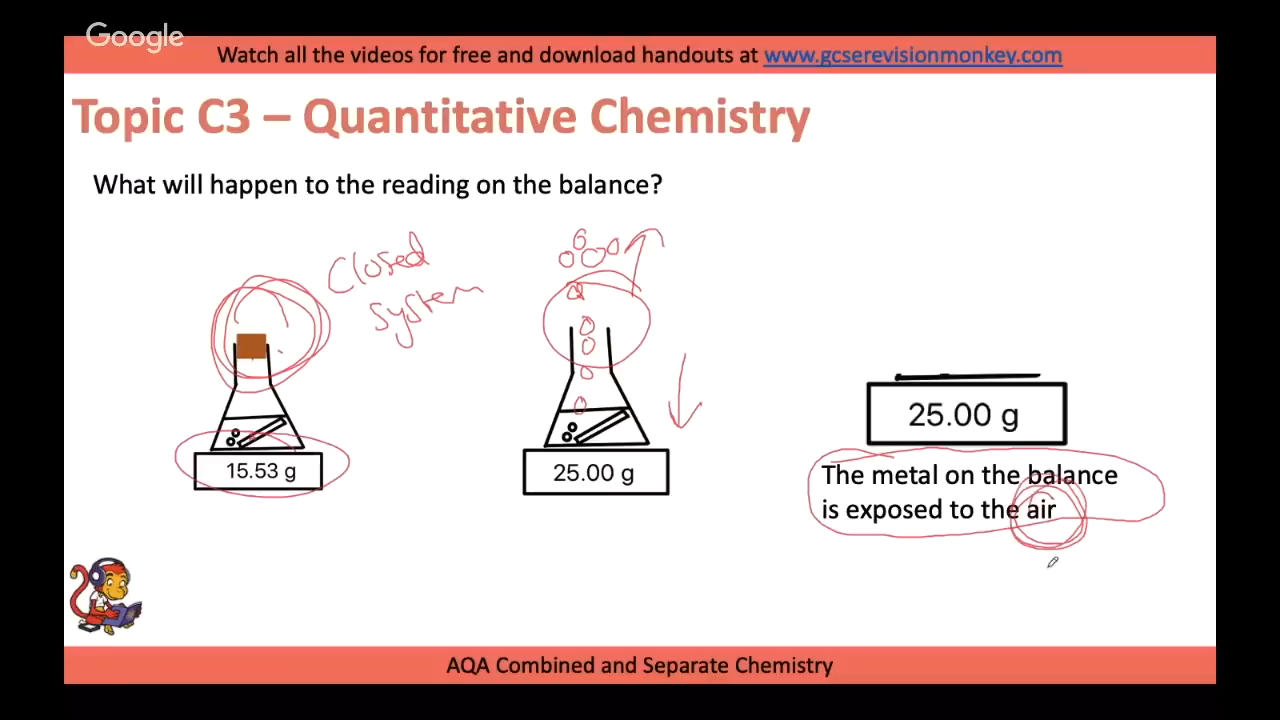 Google
Watch all the videos for free and download handouts at www.gcserevisionmonkey.com
Topic C3 – Quantitative Chemistry
What will happen to the reading on the balance?
Closed
system
15.53 g
25.00 g
25.00 g
The metal on the balance
is exposed to the air
AQA Combined and Separate Chemistry